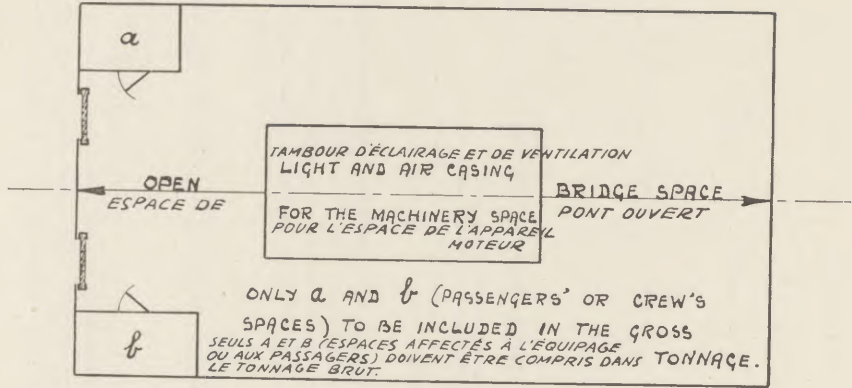 a
TAMBOUR D'ÉCLAIRAGE ET DE VENTILATION
LIGHT AND AIR CASING
OPEN
ESPACE DE
BRIDGE SPACE
PONT OUVERT
FOR THE MACHINERY SPACE
POUR L'ESPACE DE L'APPAREIL
MOTEUR
ONLY a AND b (PASSENGERS' OR CREW'S
SPACES) TO BE INCLUDED IN THE GROSS
TONNAGE.
SEULS A ET B (ESPACES AFFECTÉS À L'ÉQUIPAGE
OU AUX PASSAGERS) DOIVENT ÊTRE COMPRIS DANS
LE TONNAGE BRUT.
b